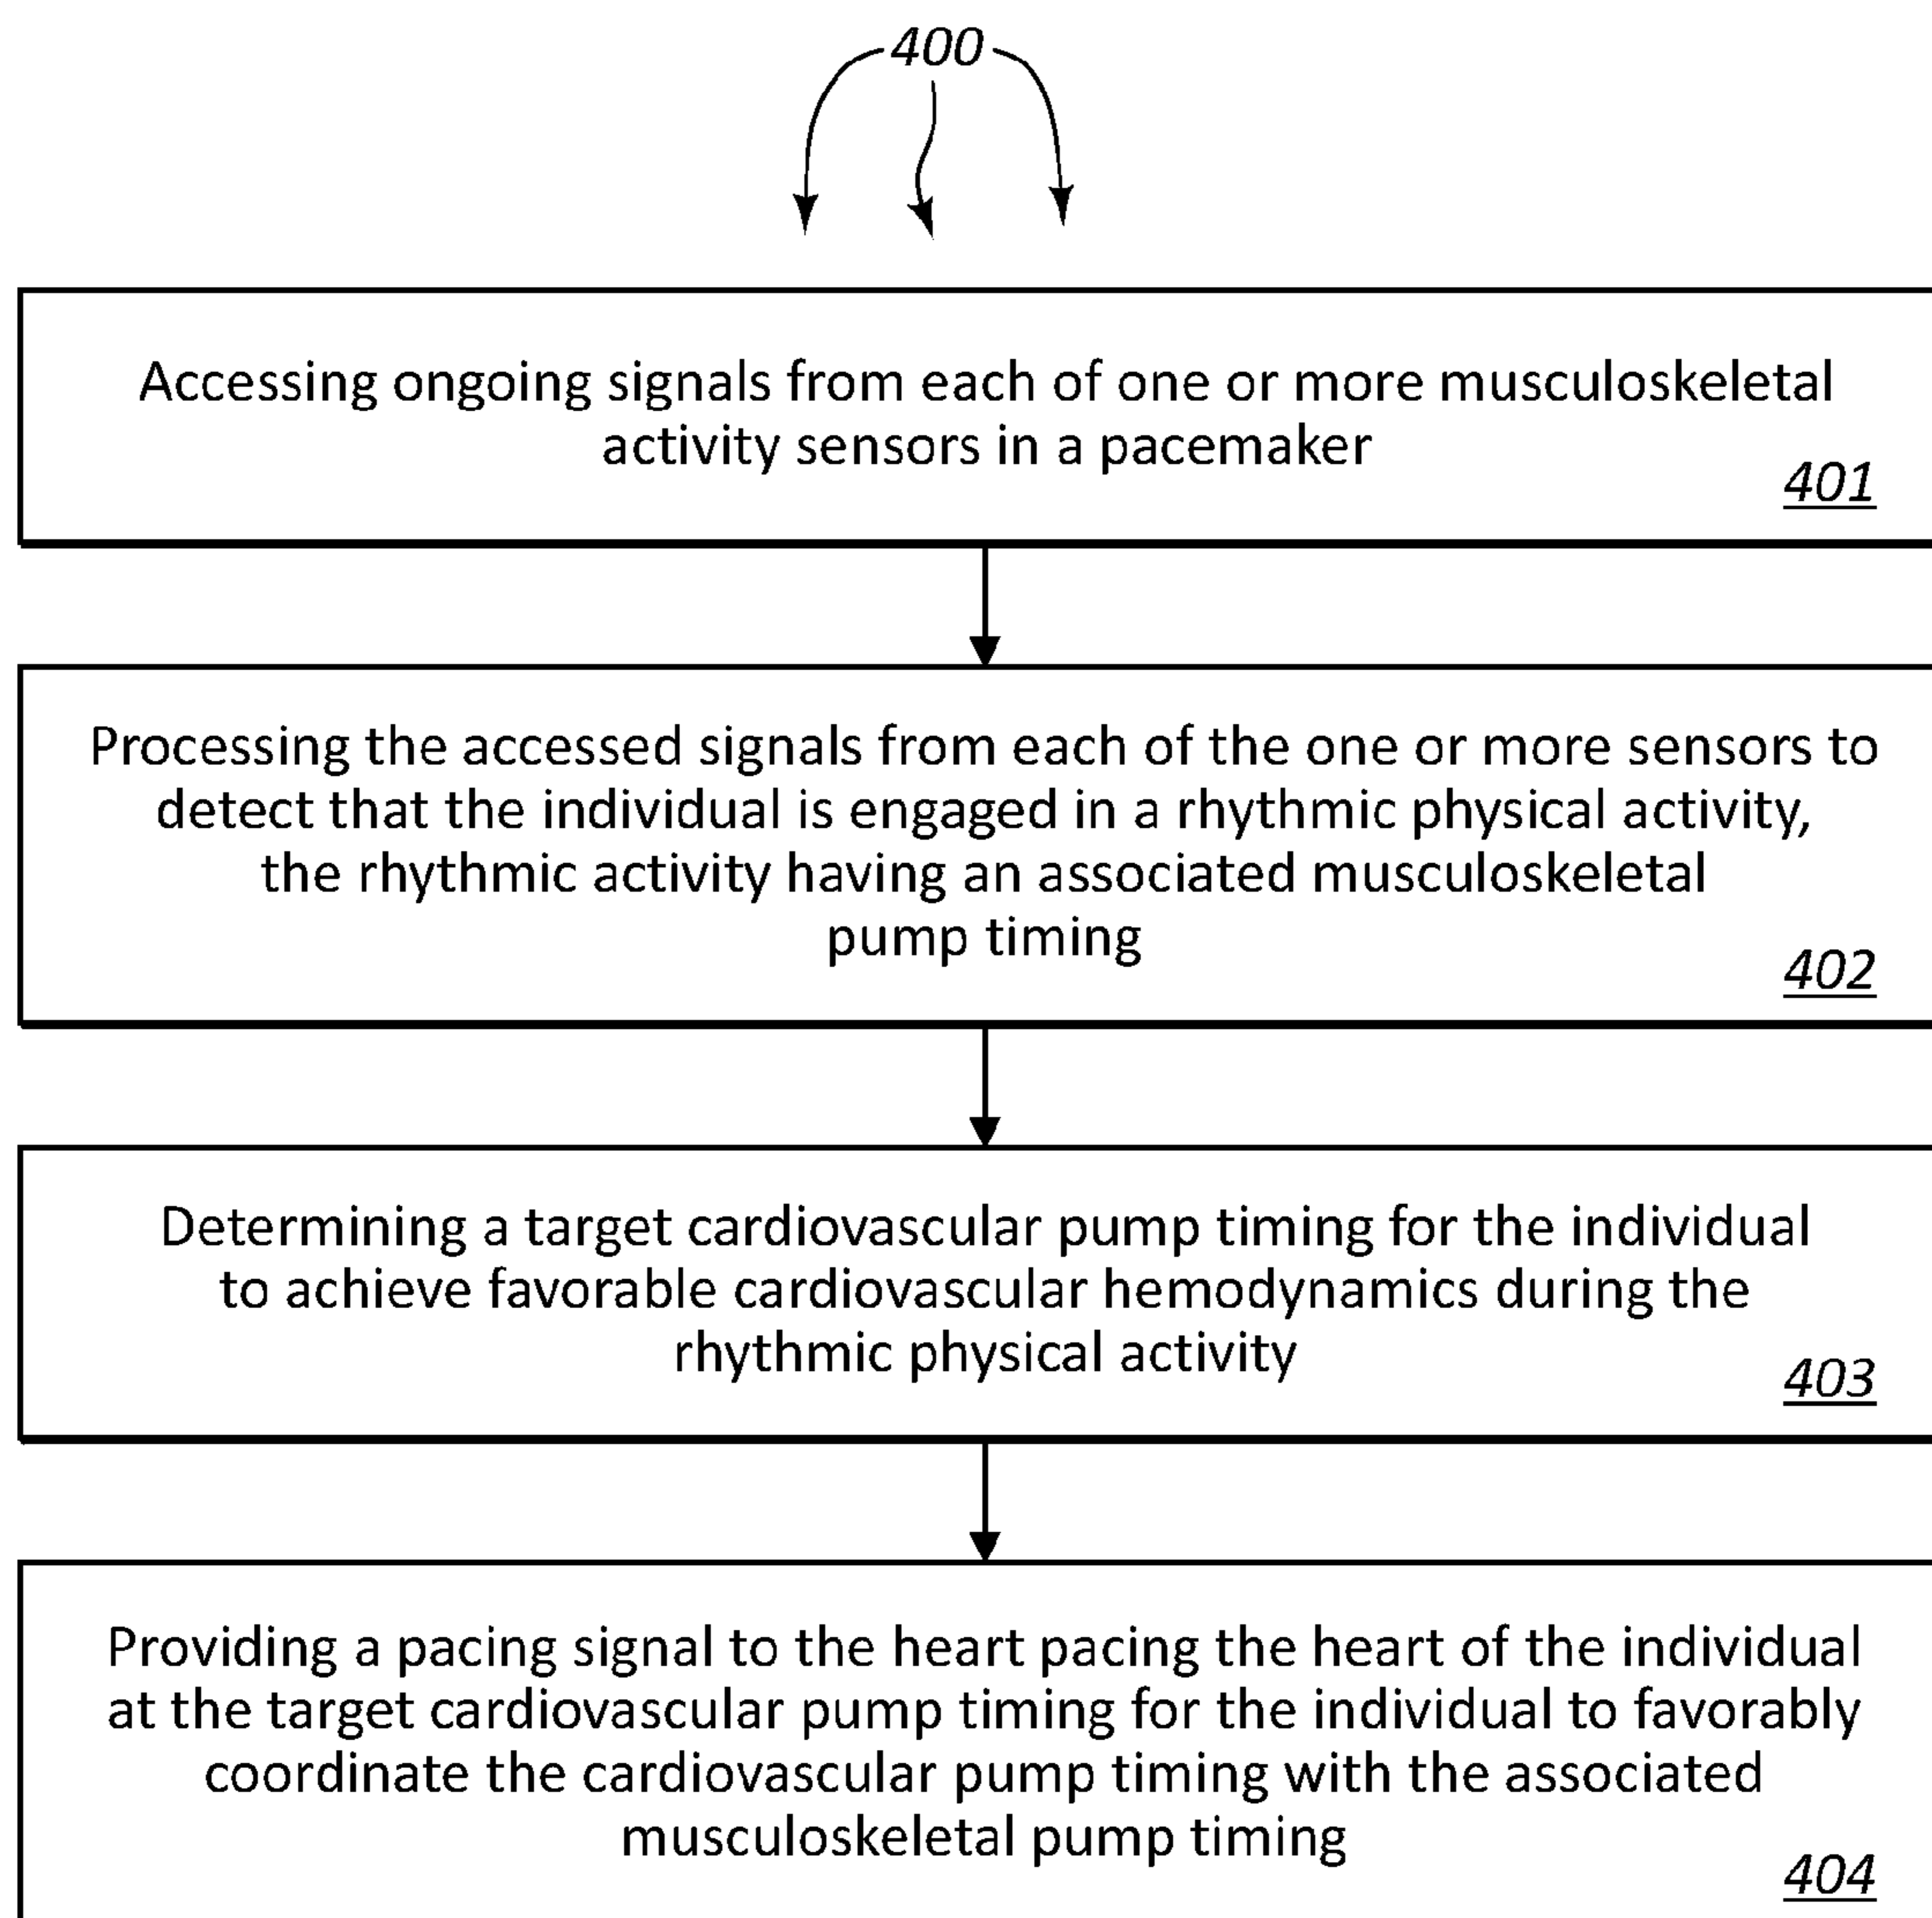 400
Accessing ongoing signals from each of one or more musculoskeletal
activity sensors in a pacemaker
401
Processing the accessed signals from each of the one or more sensors to
detect that the individual is engaged in a rhythmic physical activity,
the rhythmic activity having an associated musculoskeletal
pump timing
402
Determining a target cardiovascular pump timing for the individual
to achieve favorable cardiovascular hemodynamics during the
rhythmic physical activity
403
Providing a pacing signal to the heart pacing the heart of the individual
at the target cardiovascular pump timing for the individual to favorably
coordinate the cardiovascular pump timing with the associated
musculoskeletal pump timing
404